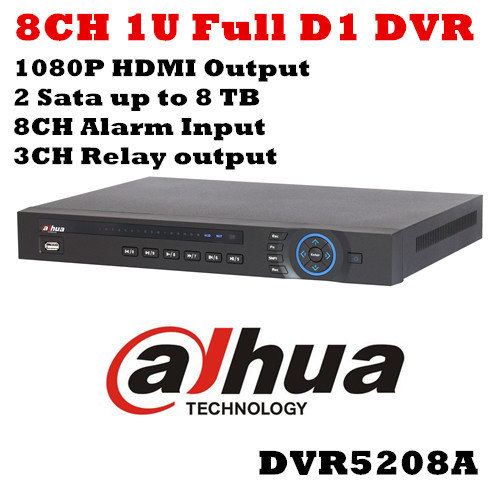 8CH 1U Full D1 DVR
1080P HDMI Output
2 Sata up to 8 TB
8CH Alarm Input
3CH Relay output
alhua
alhua
TECHNOLOGY
DVR5208A